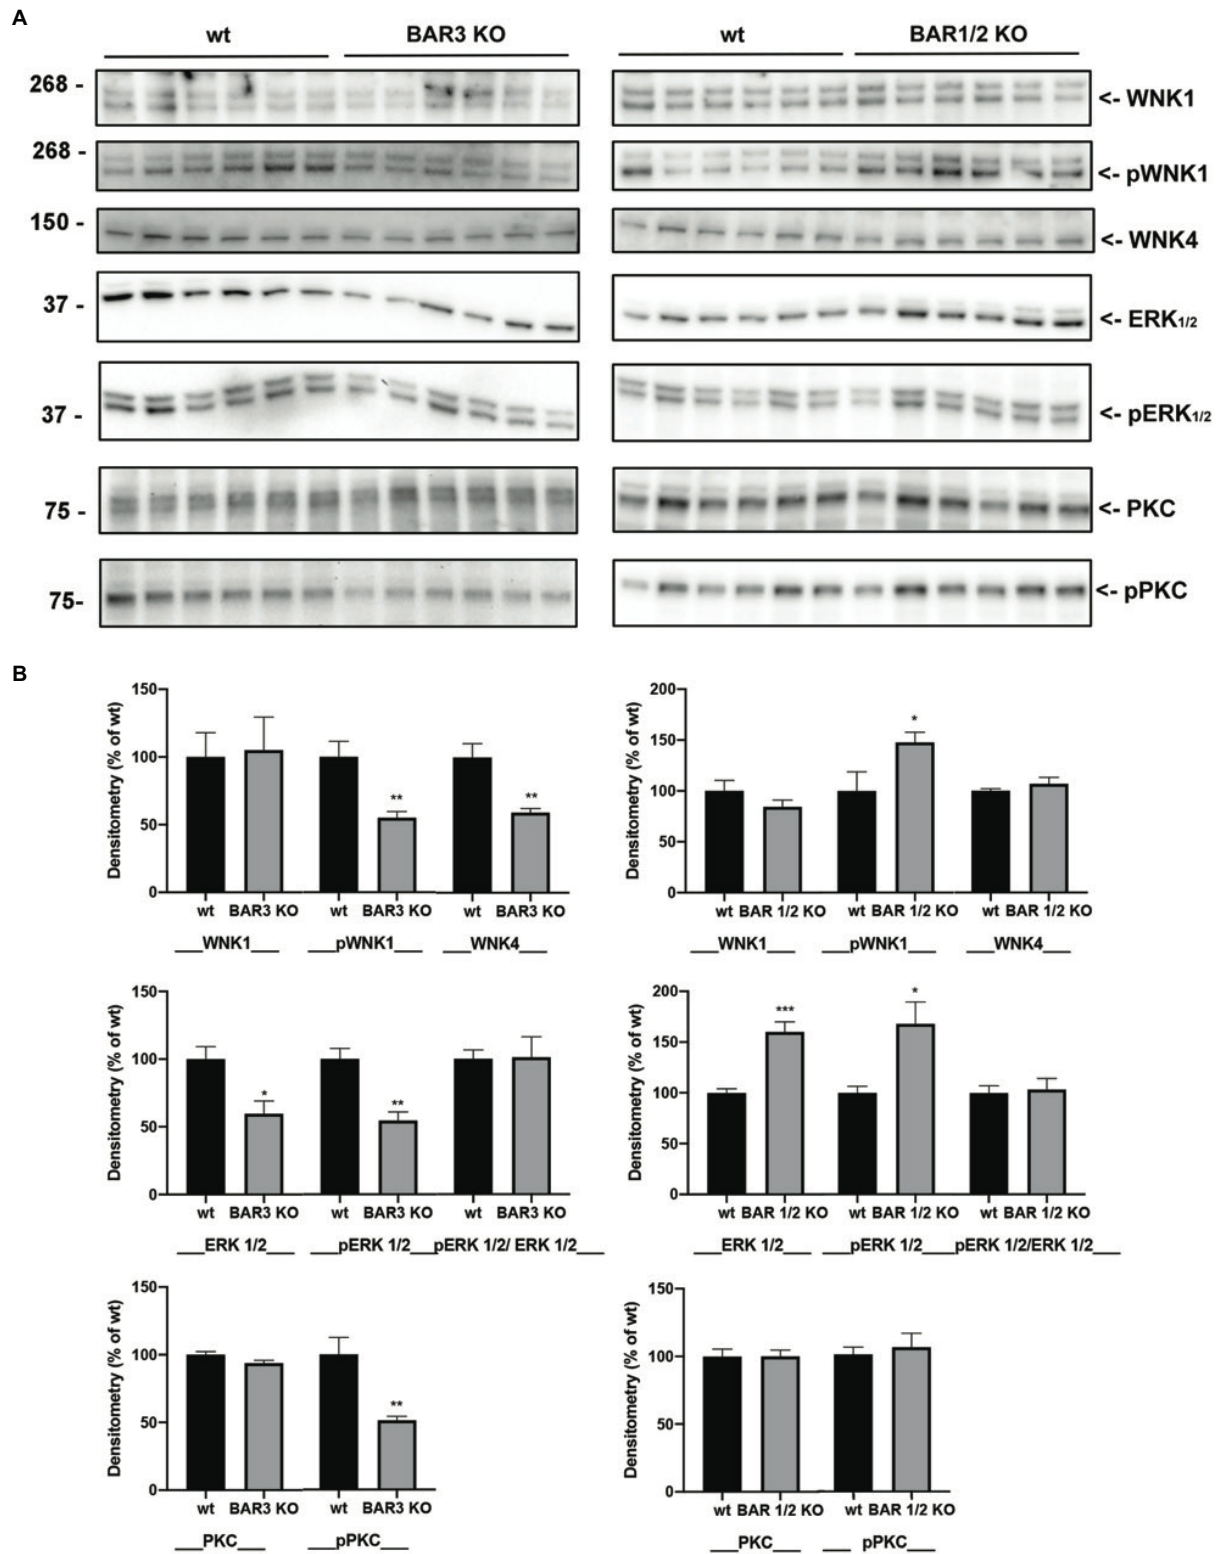 A
wt BAR3 KO wt BAR1/2 KO
268 - <- WNK1
268 - <- pWNK1
150 - <- WNK4
37 - <- ERK1/2
37 - <- pERK1/2
75 - <- PKC
75- <- pPKC
B
Densitometry (% of wt)
150
100
50
0
** **
wt BAR3 KO wt BAR3 KO wt BAR3 KO
___WNK1___ ___pWNK1___ ___WNK4___
Densitometry (% of wt)
200
150
100
50
0
*
wt BAR 1/2 KO wt BAR 1/2 KO wt BAR 1/2 KO
___WNK1___ ___pWNK1___ ___WNK4___
Densitometry (% of wt)
150
100
50
0
* **
wt BAR3 KO wt BAR3 KO wt BAR3 KO
___ERK 1/2___ ___pERK 1/2___pERK 1/2/ ERK 1/2___
Densitometry (% of wt)
200
150
100
50
0
*** *
wt BAR 1/2 KO wt BAR 1/2 KO wt BAR 1/2 KO
___ERK 1/2___ ___pERK 1/2___pERK 1/2/ERK 1/2___
Densitometry (% of wt)
150
100
50
0
**
wt BAR3 KO wt BAR3 KO
___PKC___ ___pPKC___
Densitometry (% of wt)
150
100
50
0
wt BAR 1/2 KO wt BAR 1/2 KO
___PKC___ ___ pPKC___